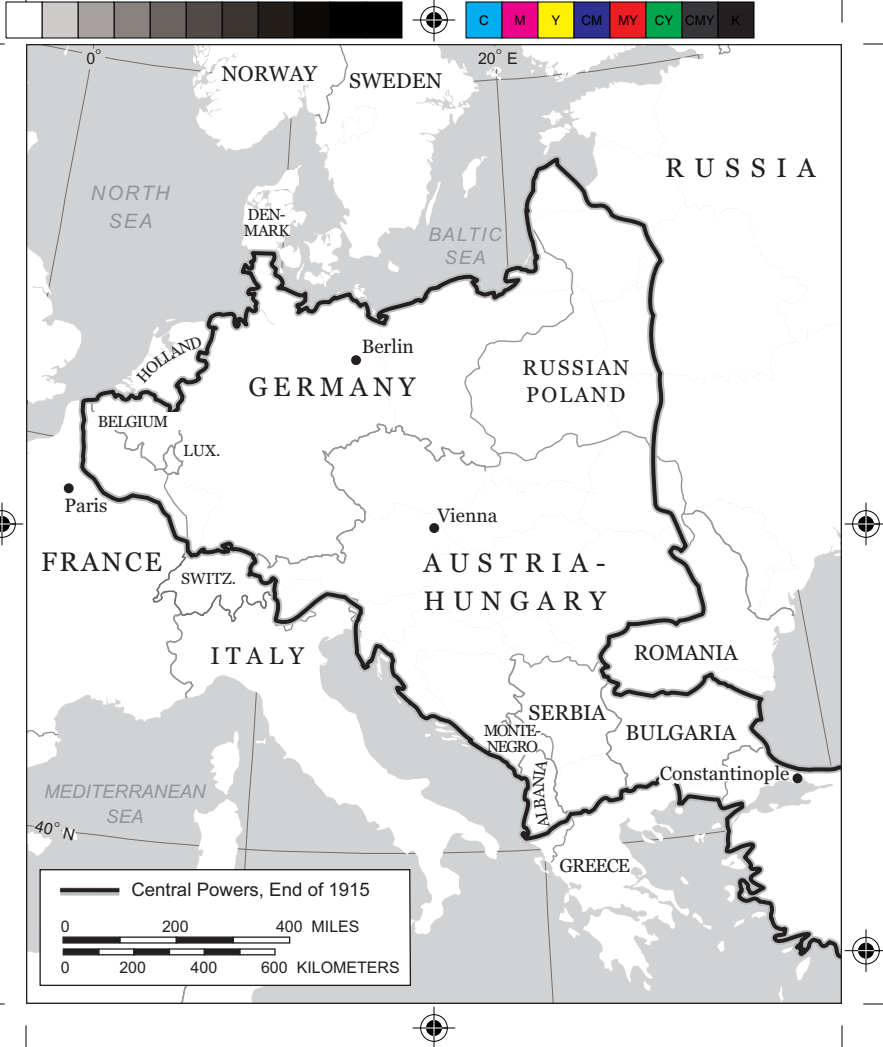 C M Y CM MY CY CMY K
0°
20° E
NORWAY
SWEDEN
RUSSIA
NORTH
SEA
DEN-
MARK
BALTIC
SEA
HOLLAND
Berlin
GERMANY
RUSSIAN
POLAND
BELGIUM
LUX.
Paris
Vienna
FRANCE
SWITZ.
AUSTRIA-
HUNGARY
ITALY
ROMANIA
SERBIA
MONTE-
NEGRO
BULGARIA
ALBANIA
Constantinople
MEDITERRANEAN
SEA
40° N
GREECE
Central Powers, End of 1915
0 200 400 MILES
0 200 400 600 KILOMETERS